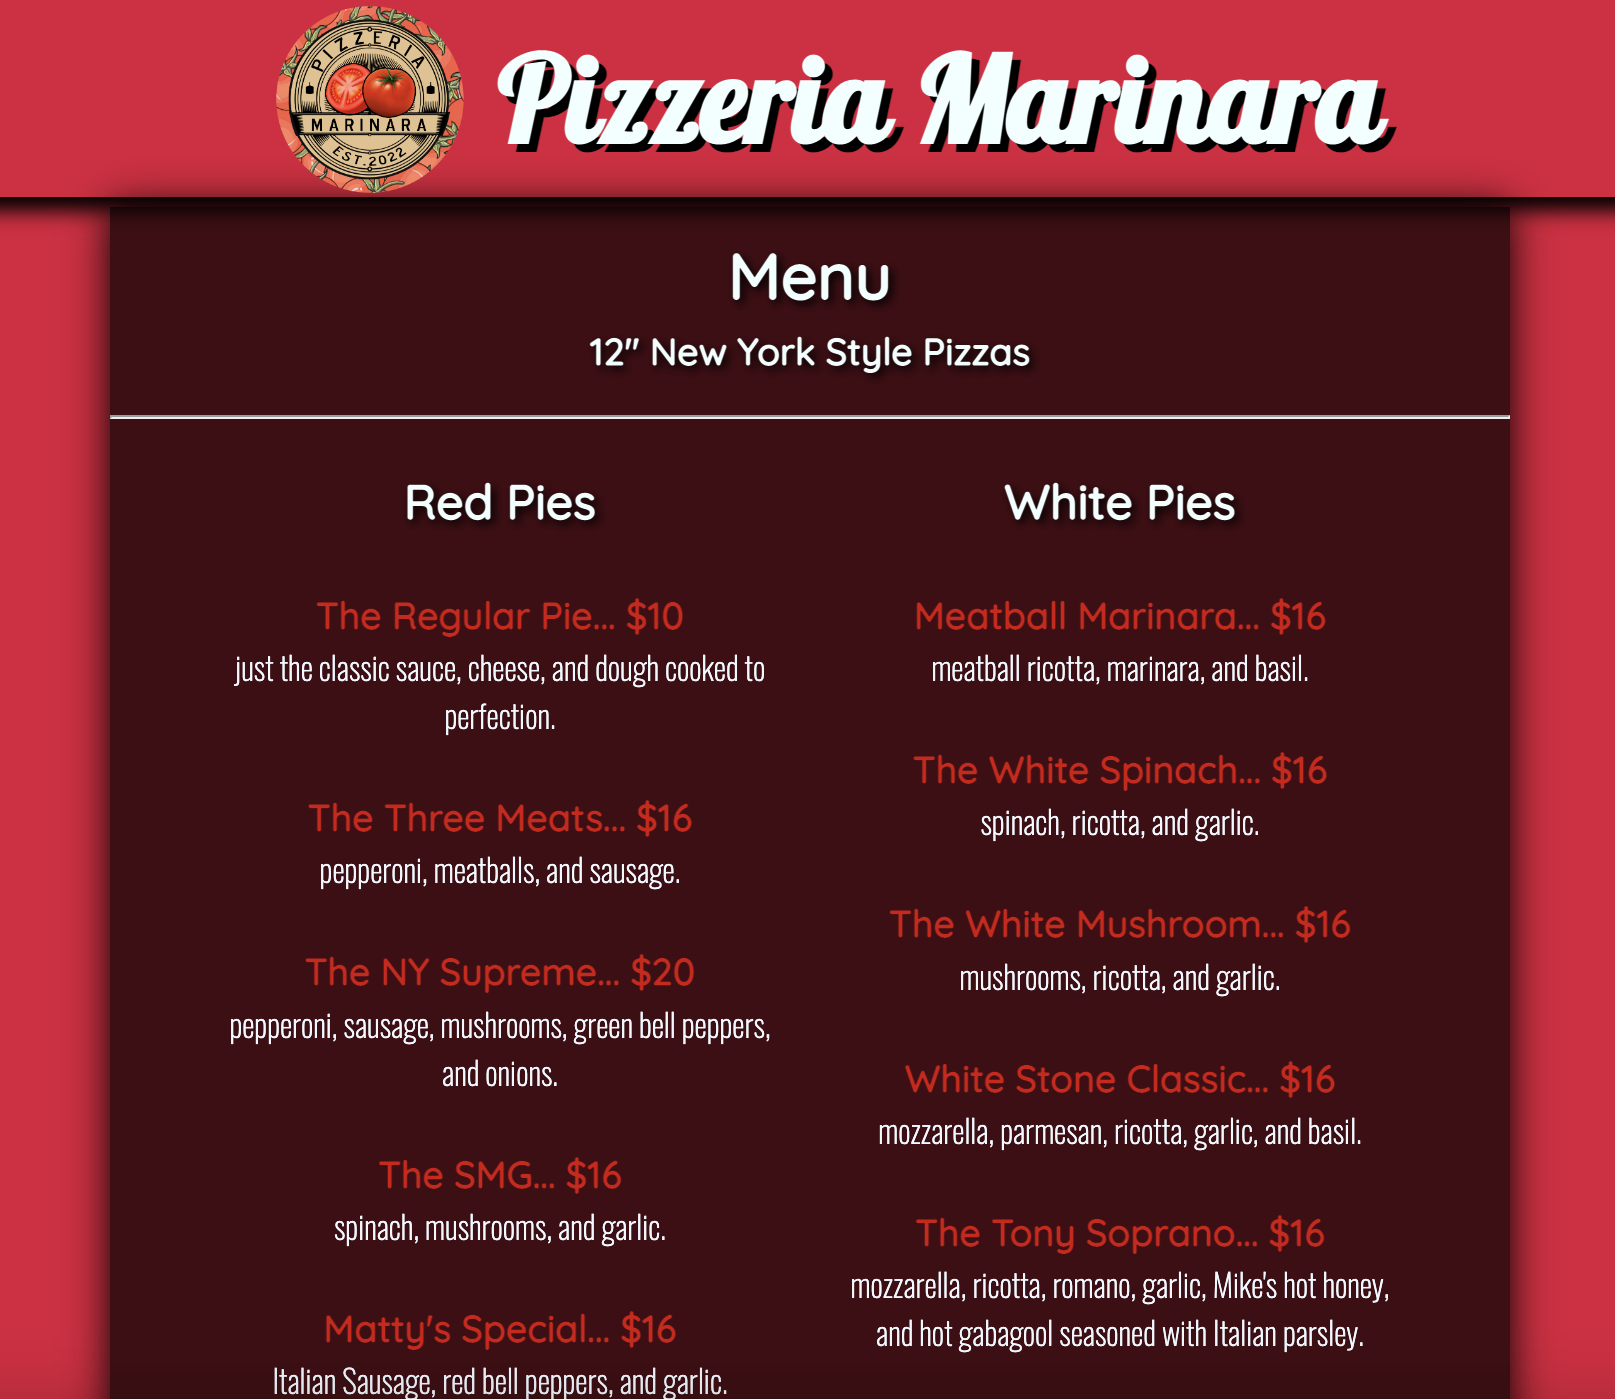 PIZZERIA
MARINARA
EST.2022
Pizzeria Marinara
Menu
12" New York Style Pizzas
Red Pies
The Regular Pie... $10
just the classic sauce, cheese, and dough cooked to
perfection.
The Three Meats... $16
pepperoni, meatballs, and sausage.
The NY Supreme... $20
pepperoni, sausage, mushrooms, green bell peppers,
and onions.
The SMG... $16
spinach, mushrooms, and garlic.
Matty's Special... $16
Italian Sausage, red bell peppers, and garlic.
White Pies
Meatball Marinara... $16
meatball ricotta, marinara, and basil.
The White Spinach... $16
spinach, ricotta, and garlic.
The White Mushroom... $16
mushrooms, ricotta, and garlic.
White Stone Classic... $16
mozzarella, parmesan, ricotta, garlic, and basil.
The Tony Soprano... $16
mozzarella, ricotta, romano, garlic, Mike's hot honey,
and hot gabagool seasoned with Italian parsley.